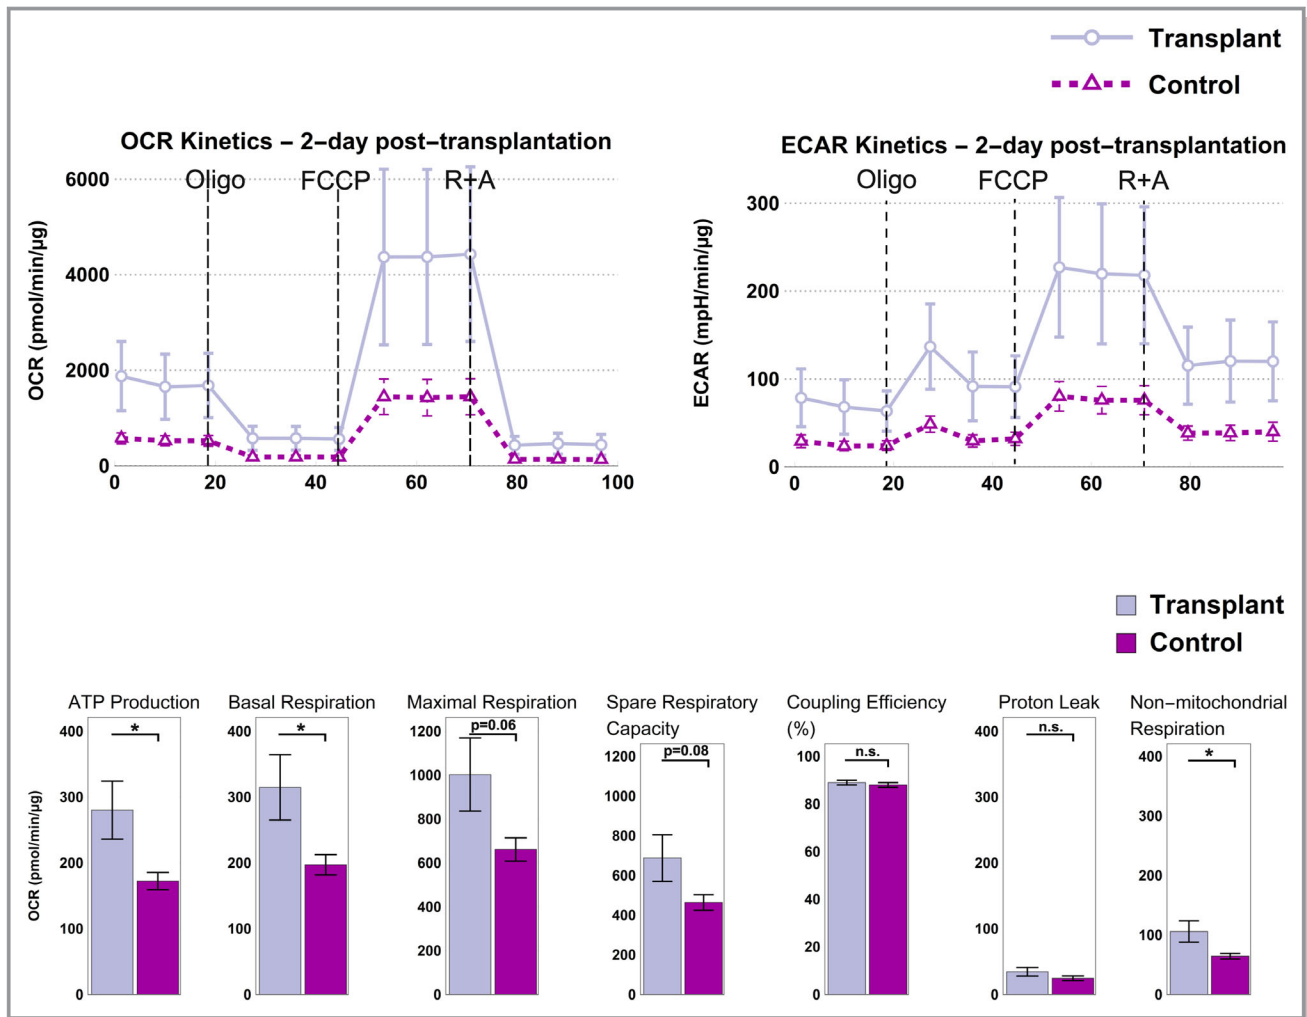 Transplant
Control
OCR Kinetics – 2–day post–transplantation
Oligo FCCP R+A
OCR (pmol/min/µg)
6000
4000
2000
0
0 20 40 60 80 100
ECAR Kinetics – 2–day post–transplantation
Oligo FCCP R+A
ECAR (mpH/min/µg)
300
200
100
0
0 20 40 60 80
Transplant
Control
OCR (pmol/min/µg)
ATP Production
*
400
300
200
100
0
Basal Respiration
*
400
300
200
100
0
Maximal Respiration
p=0.06
1200
1000
800
600
400
200
0
Spare Respiratory
Capacity
p=0.08
1200
1000
800
600
400
200
0
Coupling Efficiency
(%)
n.s.
100
80
60
40
20
0
Proton Leak
n.s.
400
300
200
100
0
Non–mitochondrial
Respiration
*
400
300
200
100
0